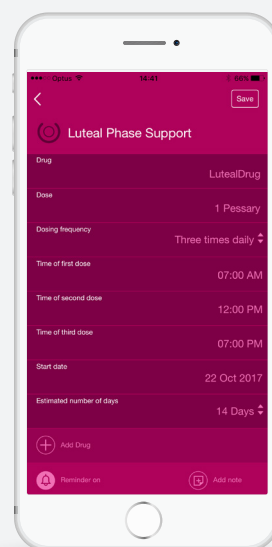 Optus 14:41 66%
Save
Luteal Phase Support
Drug
LutealDrug
Dose
1 Pessary
Dosing frequency
Three times daily
Time of first dose
07:00 AM
Time of second dose
12:00 PM
Time of third dose
07:00 PM
Start date
22 Oct 2017
Estimated number of days
14 Days
Add Drug
Reminder on Add note